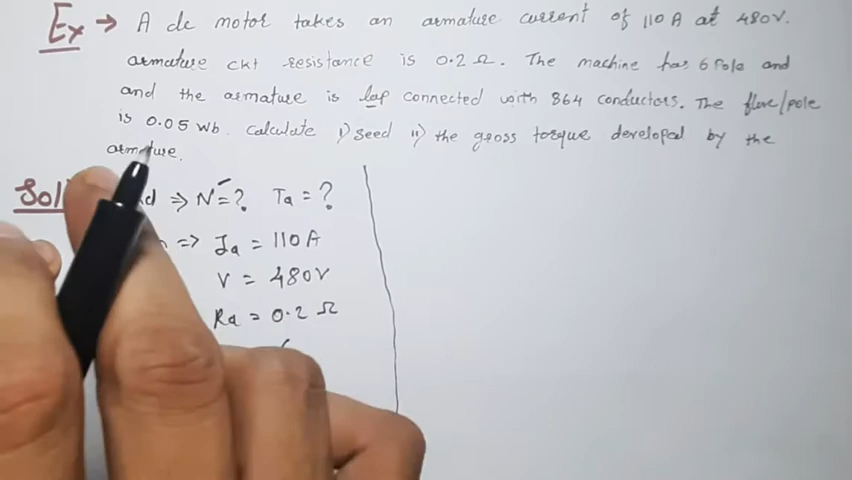 Ex → A dc motor takes an armature current of 110 A at 480V.
armature ckt resistance is 0.2 Ω. The machine has 6 Pole and
and the armature is lap connected with 864 conductors. The flux/pole
is 0.05 Wb. Calculate i) seed ii) the gross torque developed by the
armature.
Sol
⇒ N = ? Ta = ?
⇒ Ia = 110 A
V = 480V
Ra = 0.2 Ω